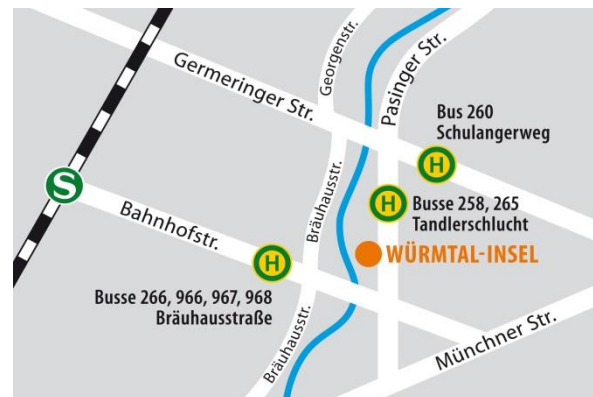 Georgenstr.
Pasinger Str.
Germeringer Str.
Bus 260
Schulangerweg
H
S
H
Busse 258, 265
Tandlerschlucht
Bräuhausstr.
Bahnhofstr.
WÜRMTAL-INSEL
H
Busse 266, 966, 967, 968
Bräuhausstraße
Bräuhausstr.
Münchner Str.